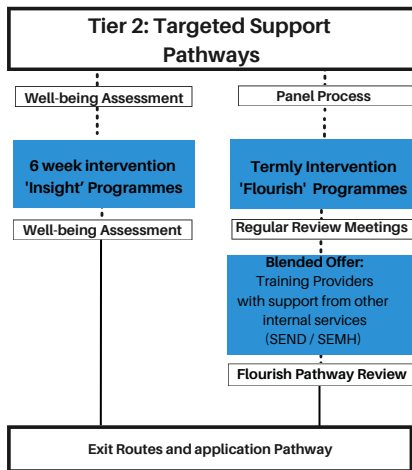 Tier 2: Targeted Support
Pathways
Well-being Assessment
Panel Process
6 week intervention
'Insight’ Programmes
Termly Intervention
'Flourish' Programmes
Well-being Assessment
Regular Review Meetings
Blended Offer:
Training Providers
with support from other
internal services
(SEND / SEMH)
Flourish Pathway Review
Exit Routes and application Pathway